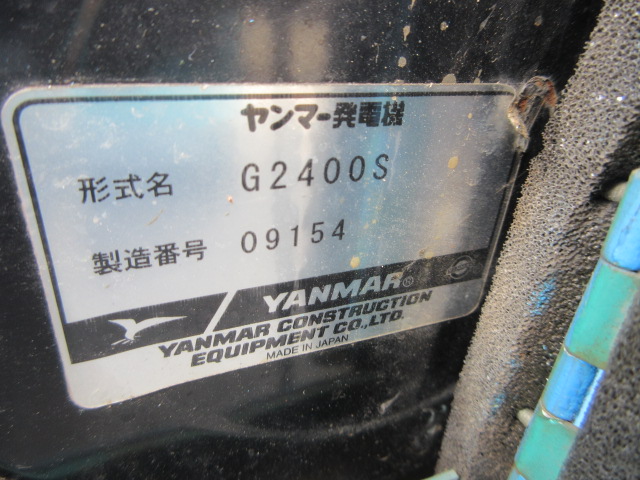 ヤンマー発電機
形式名 G2400S
製造番号 09154
YANMAR®
YANMAR CONSTRUCTION
EQUIPMENT CO.,LTD.
MADE IN JAPAN